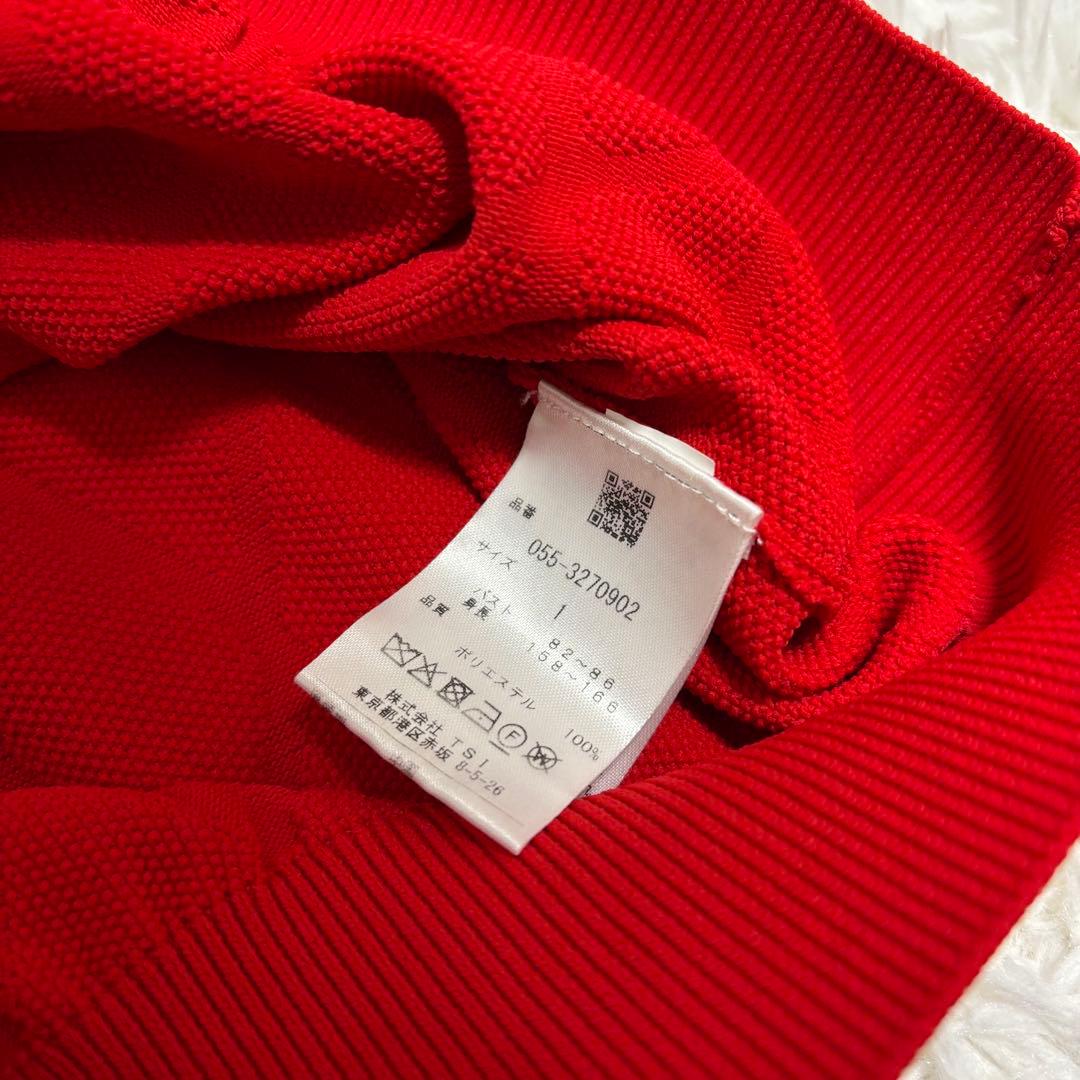 品番
055-3270902
サイズ 1
バスト 82～86
身長 158～166
品質
ポリエステル 100%
F
W
株式会社 TSI
東京都港区赤坂 8-5-26